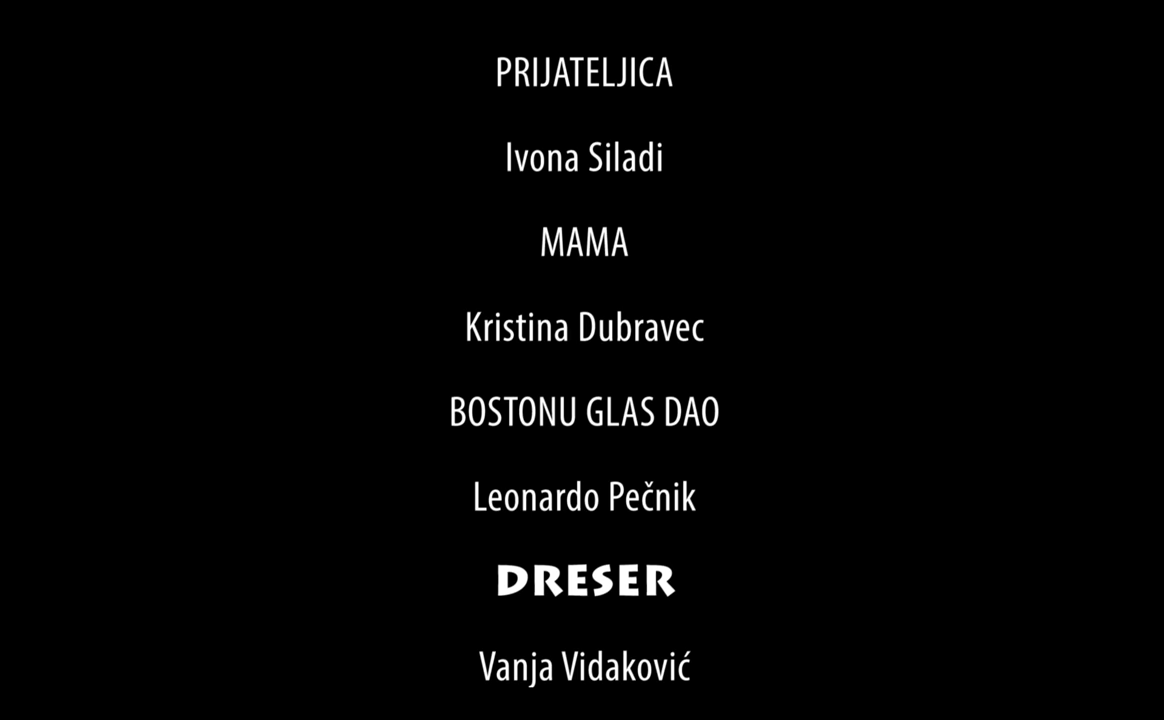 PRIJATELJICA
Ivona Siladi
MAMA
Kristina Dubravec
BOSTONU GLAS DAO
Leonardo Pečnik
DRESER
Vanja Vidaković